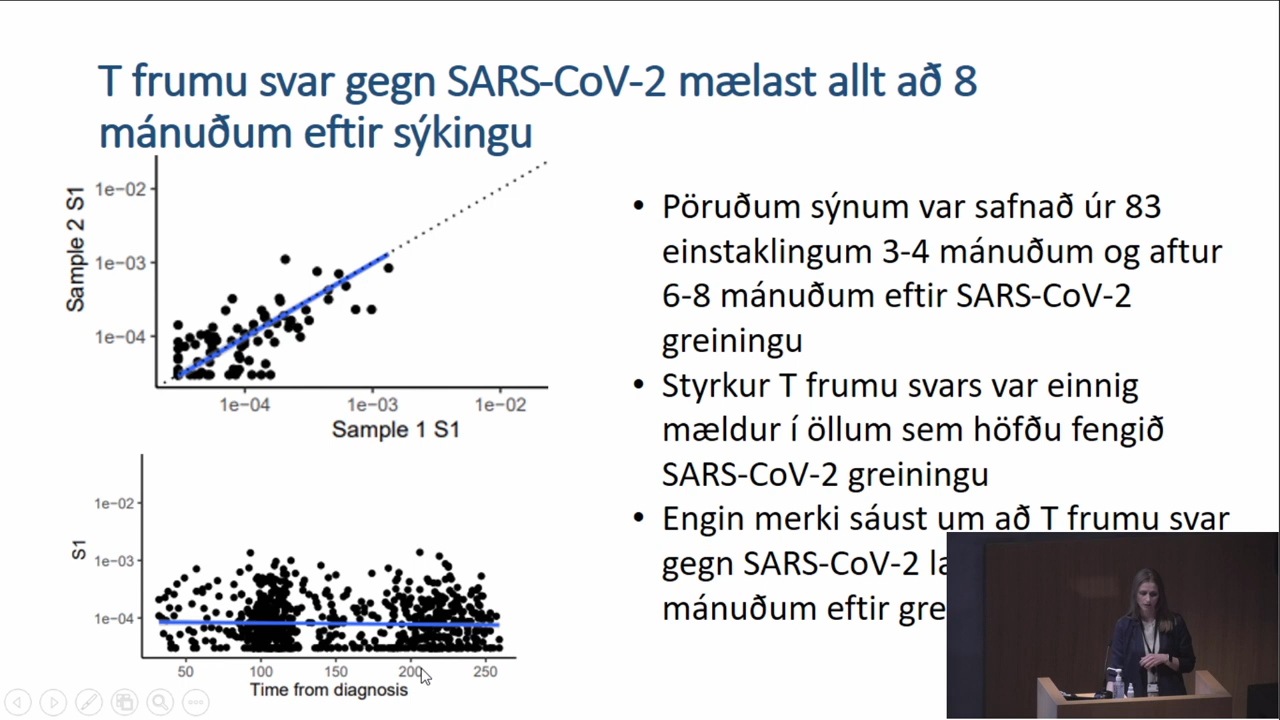 T frumu svar gegn SARS-CoV-2 mælast allt að 8
mánuðum eftir sýkingu
Sample 2 S1
1e−02
1e−03
1e−04
1e−04 1e−03 1e−02
Sample 1 S1
S1
1e−02
1e−03
1e−04
50 100 150 200 250
Time from diagnosis
• Pöruðum sýnum var safnað úr 83
einstaklingum 3-4 mánuðum og aftur
6-8 mánuðum eftir SARS-CoV-2
greiningu
• Styrkur T frumu svars var einnig
mældur í öllum sem höfðu fengið
SARS-CoV-2 greiningu
• Engin merki sáust um að T frumu svar
gegn SARS-CoV-2
mánuðum eftir